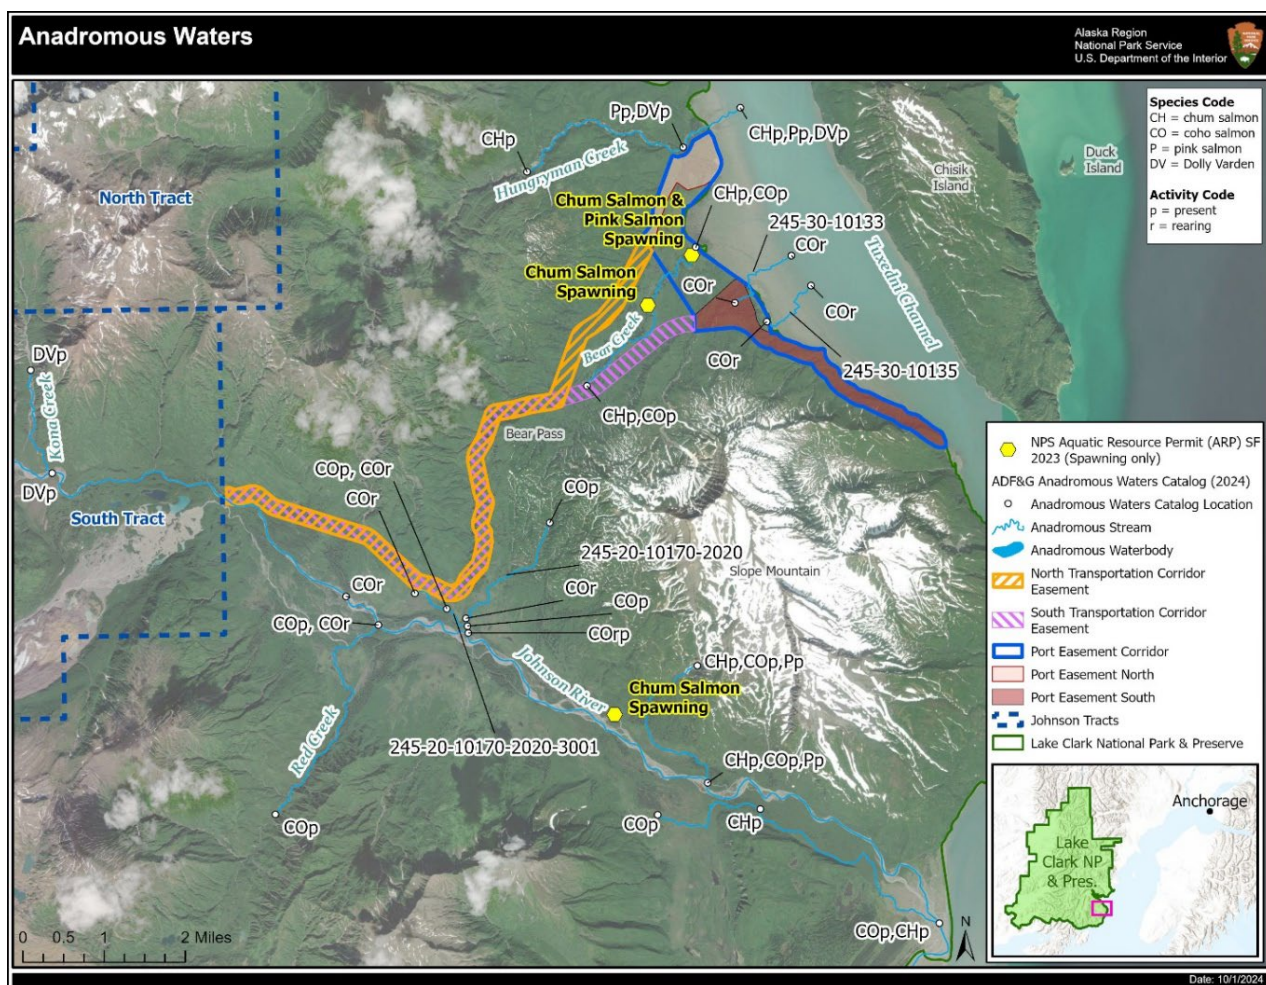 Anadromous Waters
Alaska Region
National Park Service
U.S. Department of the Interior
Species Code
CH = chum salmon
CO = coho salmon
P = pink salmon
DV = Dolly Varden
Activity Code
p = present
r = rearing
Pp,DVp
CHp,Pp,DVp
CHp
Hungryman Creek
Chisik
Island
Duck
Island
North Tract
Chum Salmon &
Pink Salmon
Spawning
CHp,COp
245-30-10133
COr
Tuxedni Channel
Chum Salmon
Spawning
COr
COr
Bear Creek
COr
245-30-10135
DVp
Kona Creek
CHp,COp
Bear Pass
COp, COr
COr
COp
DVp
South Tract
245-20-10170-2020
Slope Mountain
COr
COr
COp
COp, COr
COrp
Johnson River
CHp,COp,Pp
Chum Salmon
Spawning
Red Creek
245-20-10170-2020-3001
CHp,COp,Pp
COp
COp
CHp
COp,CHp
N
0 0.5 1 2 Miles
NPS Aquatic Resource Permit (ARP) SF
2023 (Spawning only)
ADF&G Anadromous Waters Catalog (2024)
Anadromous Waters Catalog Location
Anadromous Stream
Anadromous Waterbody
North Transportation Corridor
Easement
South Transportation Corridor
Easement
Port Easement Corridor
Port Easement North
Port Easement South
Johnson Tracts
Lake Clark National Park & Preserve
Anchorage
Lake
Clark NP
& Pres.
Date: 10/1/2024